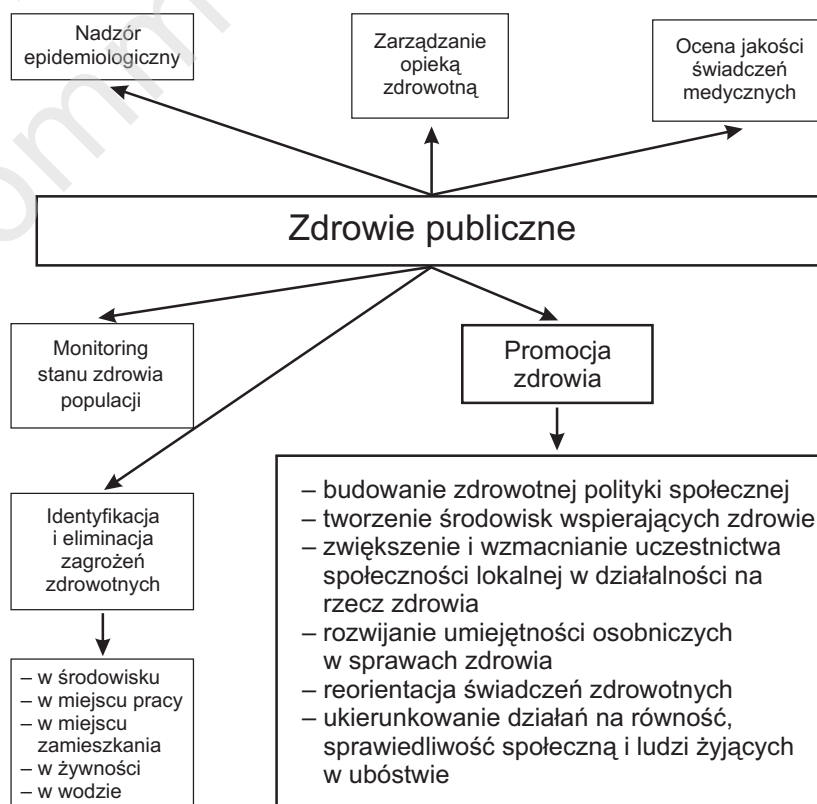 Nadzór
epidemiologiczny
Zarządzanie
opieką
zdrowotną
Ocena jakości
świadczeń
medycznych
Zdrowie publiczne
Monitoring
stanu zdrowia
populacji
Promocja
zdrowia
Identyfikacja
i eliminacja
zagrożeń
zdrowotnych
– w środowisku
– w miejscu pracy
– w miejscu
zamieszkania
– w żywności
– w wodzie
– budowanie zdrowotnej polityki społecznej
– tworzenie środowisk wspierających zdrowie
– zwiększenie i wzmacnianie uczestnictwa
społeczności lokalnej w działalności na
rzecz zdrowia
– rozwijanie umiejętności osobniczych
w sprawach zdrowia
– reorientacja świadczeń zdrowotnych
– ukierunkowanie działań na równość,
sprawiedliwość społeczną i ludzi żyjących
w ubóstwie